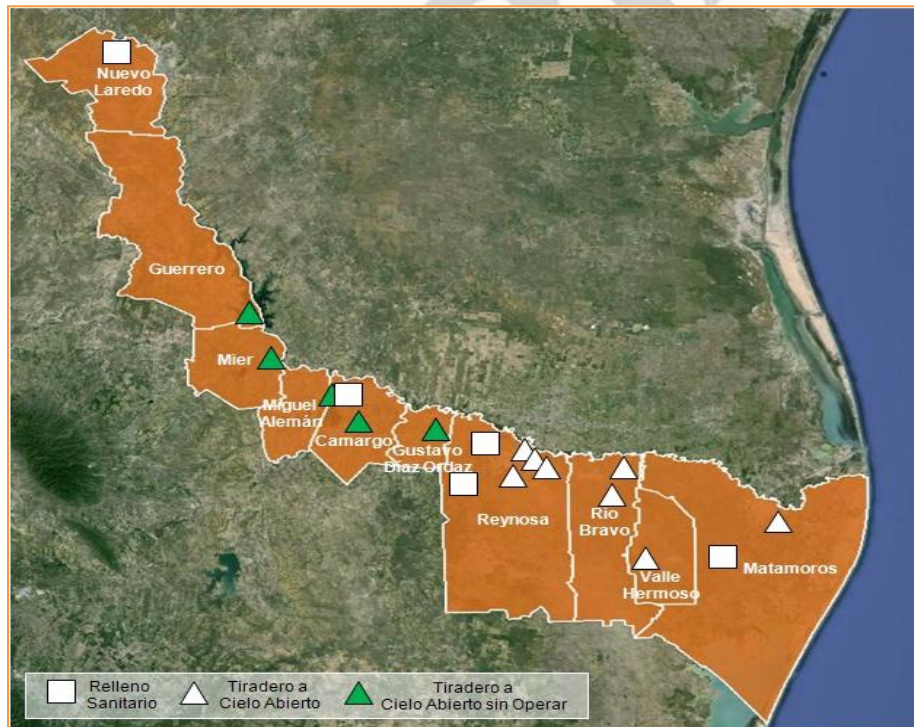 Nuevo
Laredo
Guerrero
Mier
Miguel
Alemán
Camargo
Gustavo
Díaz Ordaz
Reynosa
Río
Bravo
Valle
Hermoso
Matamoros
Relleno
Sanitario
Tiradero a
Cielo Abierto
Tiradero a
Cielo Abierto sin Operar